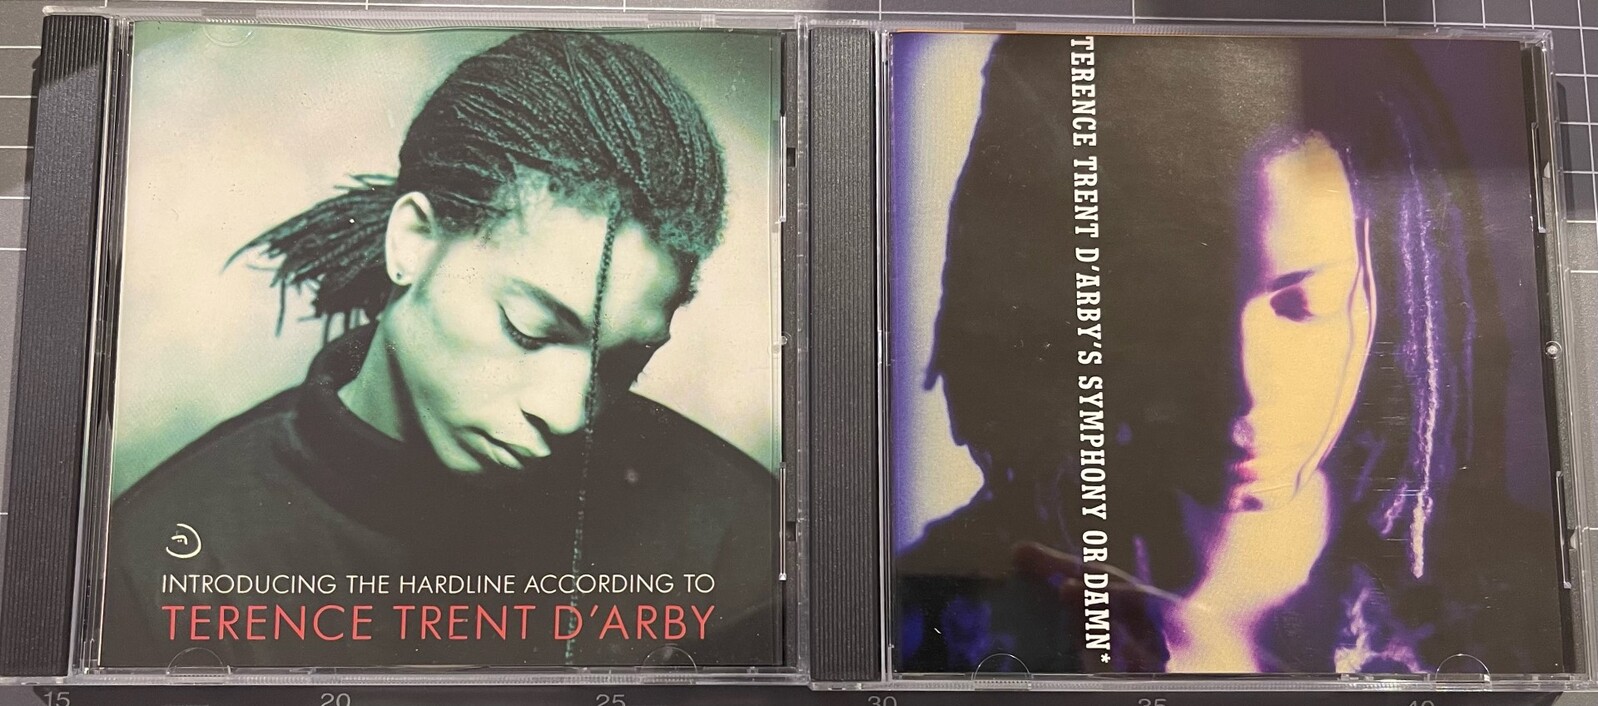 INTRODUCING THE HARDLINE ACCORDING TO
TERENCE TRENT D'ARBY
TERENCE TRENT D'ARBY'S SYMPHONY OR DAMN*
15 20 25 30 35 40